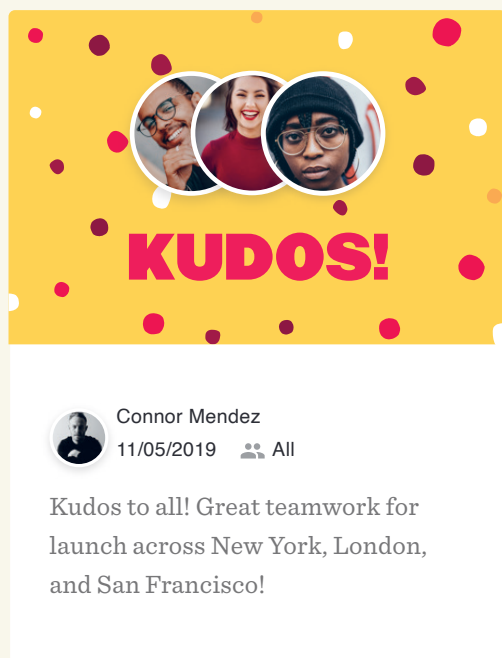 KUDOS!
Connor Mendez
11/05/2019 All
Kudos to all! Great teamwork for
launch across New York, London,
and San Francisco!